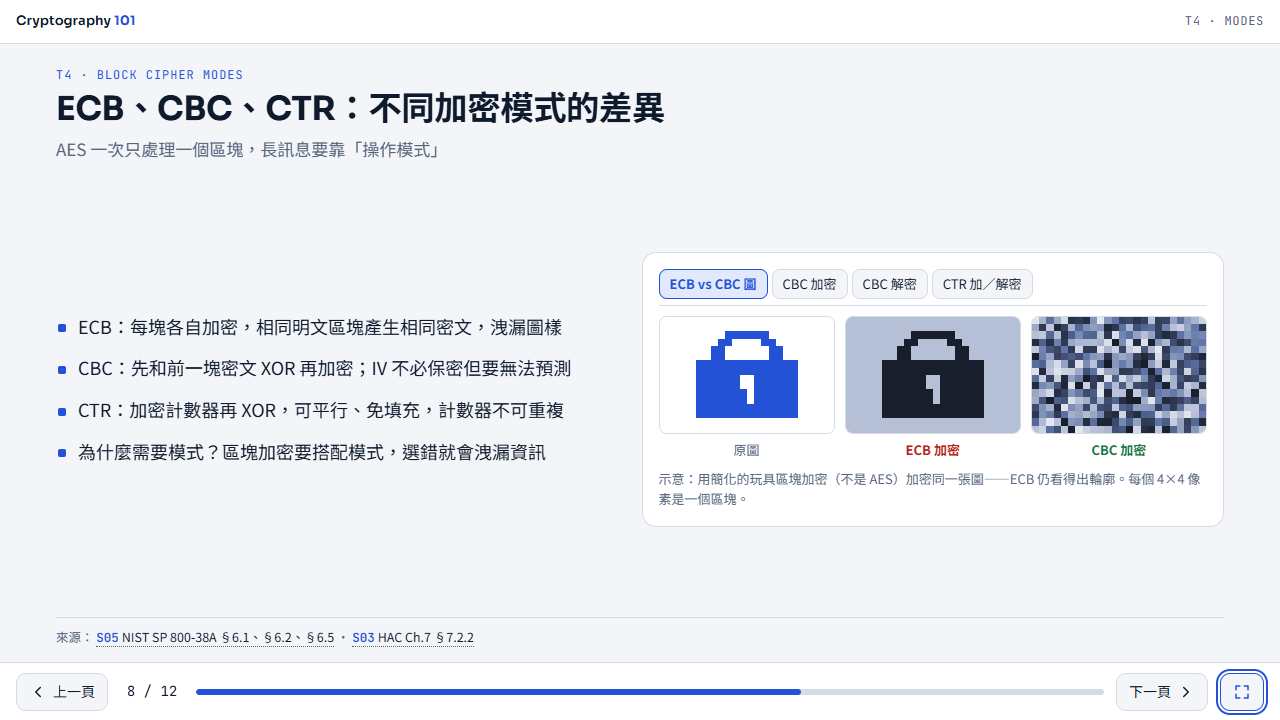 Cryptography 101
T4 · MODES
T4 · BLOCK CIPHER MODES
ECB、CBC、CTR：不同加密模式的差異
AES 一次只處理一個區塊，長訊息要靠「操作模式」
ECB：每塊各自加密，相同明文區塊產生相同密文，洩漏圖樣
CBC：先和前一塊密文 XOR 再加密；IV 不必保密但要無法預測
CTR：加密計數器再 XOR，可平行、免填充，計數器不可重複
為什麼需要模式？區塊加密要搭配模式，選錯就會洩漏資訊
ECB vs CBC 圖
CBC 加密
CBC 解密
CTR 加／解密
原圖
ECB 加密
CBC 加密
示意：用簡化的玩具區塊加密（不是 AES）加密同一張圖——ECB 仍看得出輪廓。每個 4×4 像
素是一個區塊。
來源： S05 NIST SP 800-38A §6.1、§6.2、§6.5 · S03 HAC Ch.7 §7.2.2
上一頁
8 / 12
下一頁